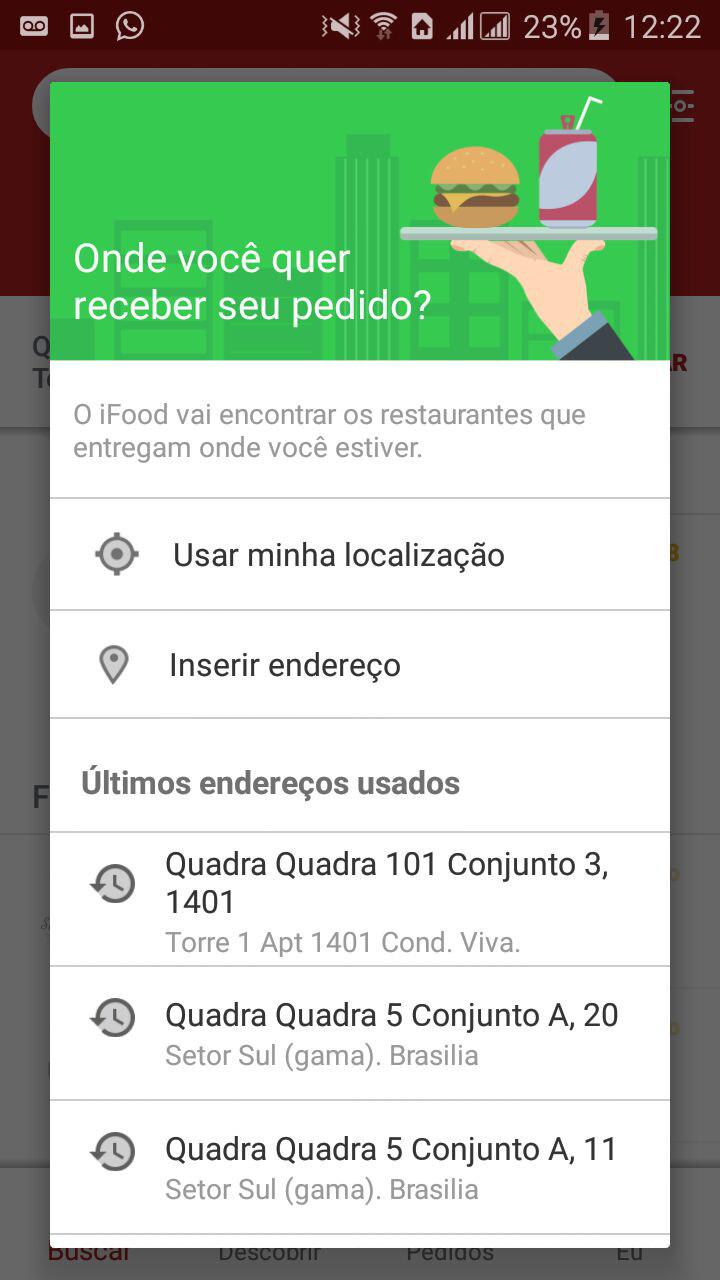 23% 12:22
Onde você quer
receber seu pedido?
O iFood vai encontrar os restaurantes que
entregam onde você estiver.
Usar minha localização
Inserir endereço
Últimos endereços usados
Quadra Quadra 101 Conjunto 3,
1401
Torre 1 Apt 1401 Cond. Viva.
Quadra Quadra 5 Conjunto A, 20
Setor Sul (gama). Brasilia
Quadra Quadra 5 Conjunto A, 11
Setor Sul (gama). Brasilia
Buscar Descobrir Pedidos Eu